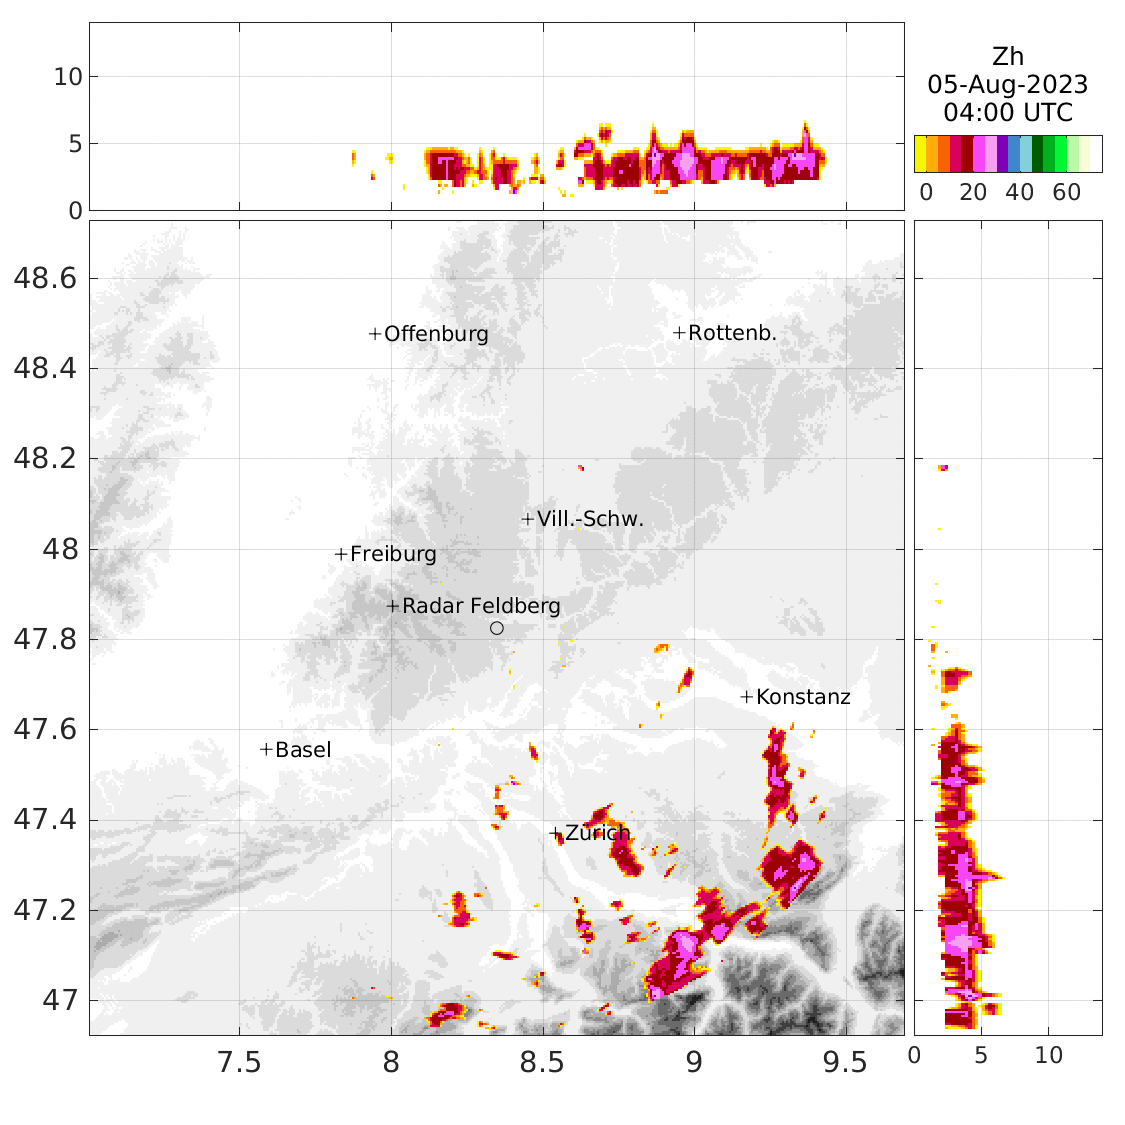 10
5
0
Zh
05-Aug-2023
04:00 UTC
0 20 40 60
48.6
48.4
48.2
48
47.8
47.6
47.4
47.2
47
Offenburg
Rottenb.
Vill.-Schw.
Freiburg
Radar Feldberg
Konstanz
Basel
Zürich
7.5 8 8.5 9 9.5
0 5 10